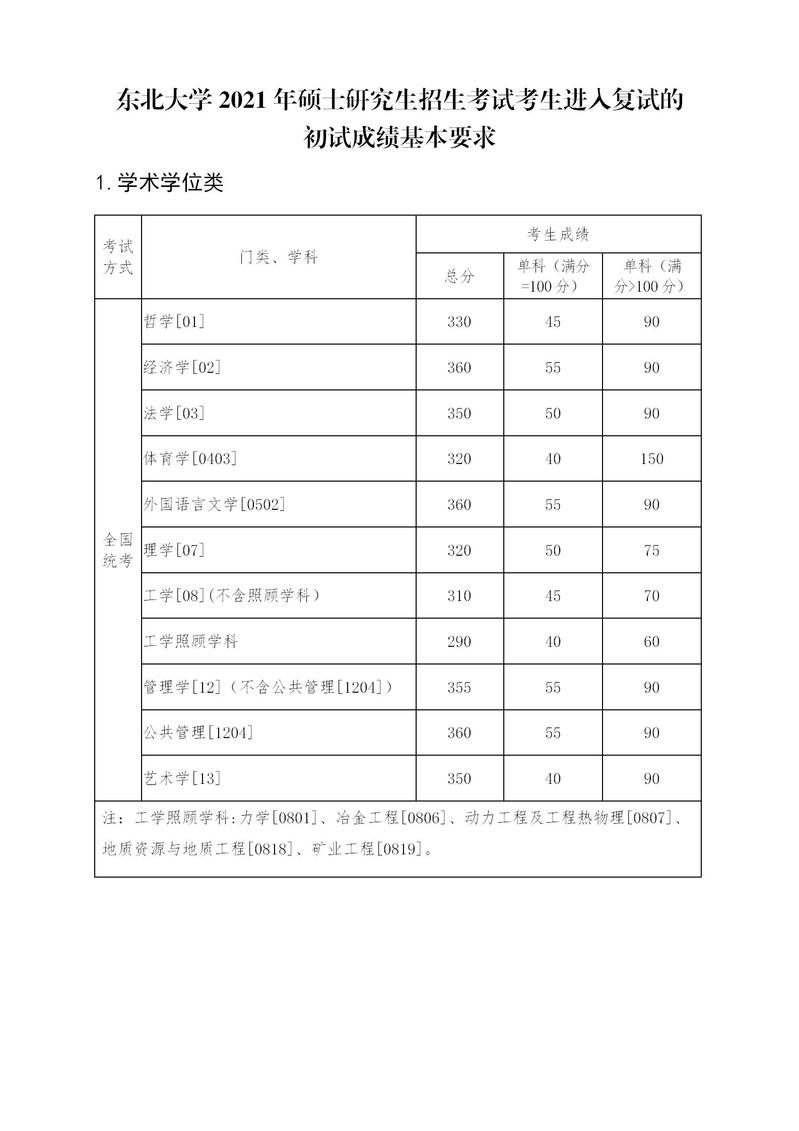 东北大学 2021 年硕士研究生招生考试考生进入复试的
初试成绩基本要求
1.学术学位类
考试方式 门类、学科 考生成绩
总分 单科（满分=100 分） 单科（满分>100 分）
全国统考
哲学[01] 330 45 90
经济学[02] 360 55 90
法学[03] 350 50 90
体育学[0403] 320 40 150
外国语言文学[0502] 360 55 90
理学[07] 320 50 75
工学[08](不含照顾学科） 310 45 70
工学照顾学科 290 40 60
管理学[12]（不含公共管理[1204]） 355 55 90
公共管理[1204] 360 55 90
艺术学[13] 350 40 90
注：工学照顾学科:力学[0801]、冶金工程[0806]、动力工程及工程热物理[0807]、
地质资源与地质工程[0818]、矿业工程[0819]。